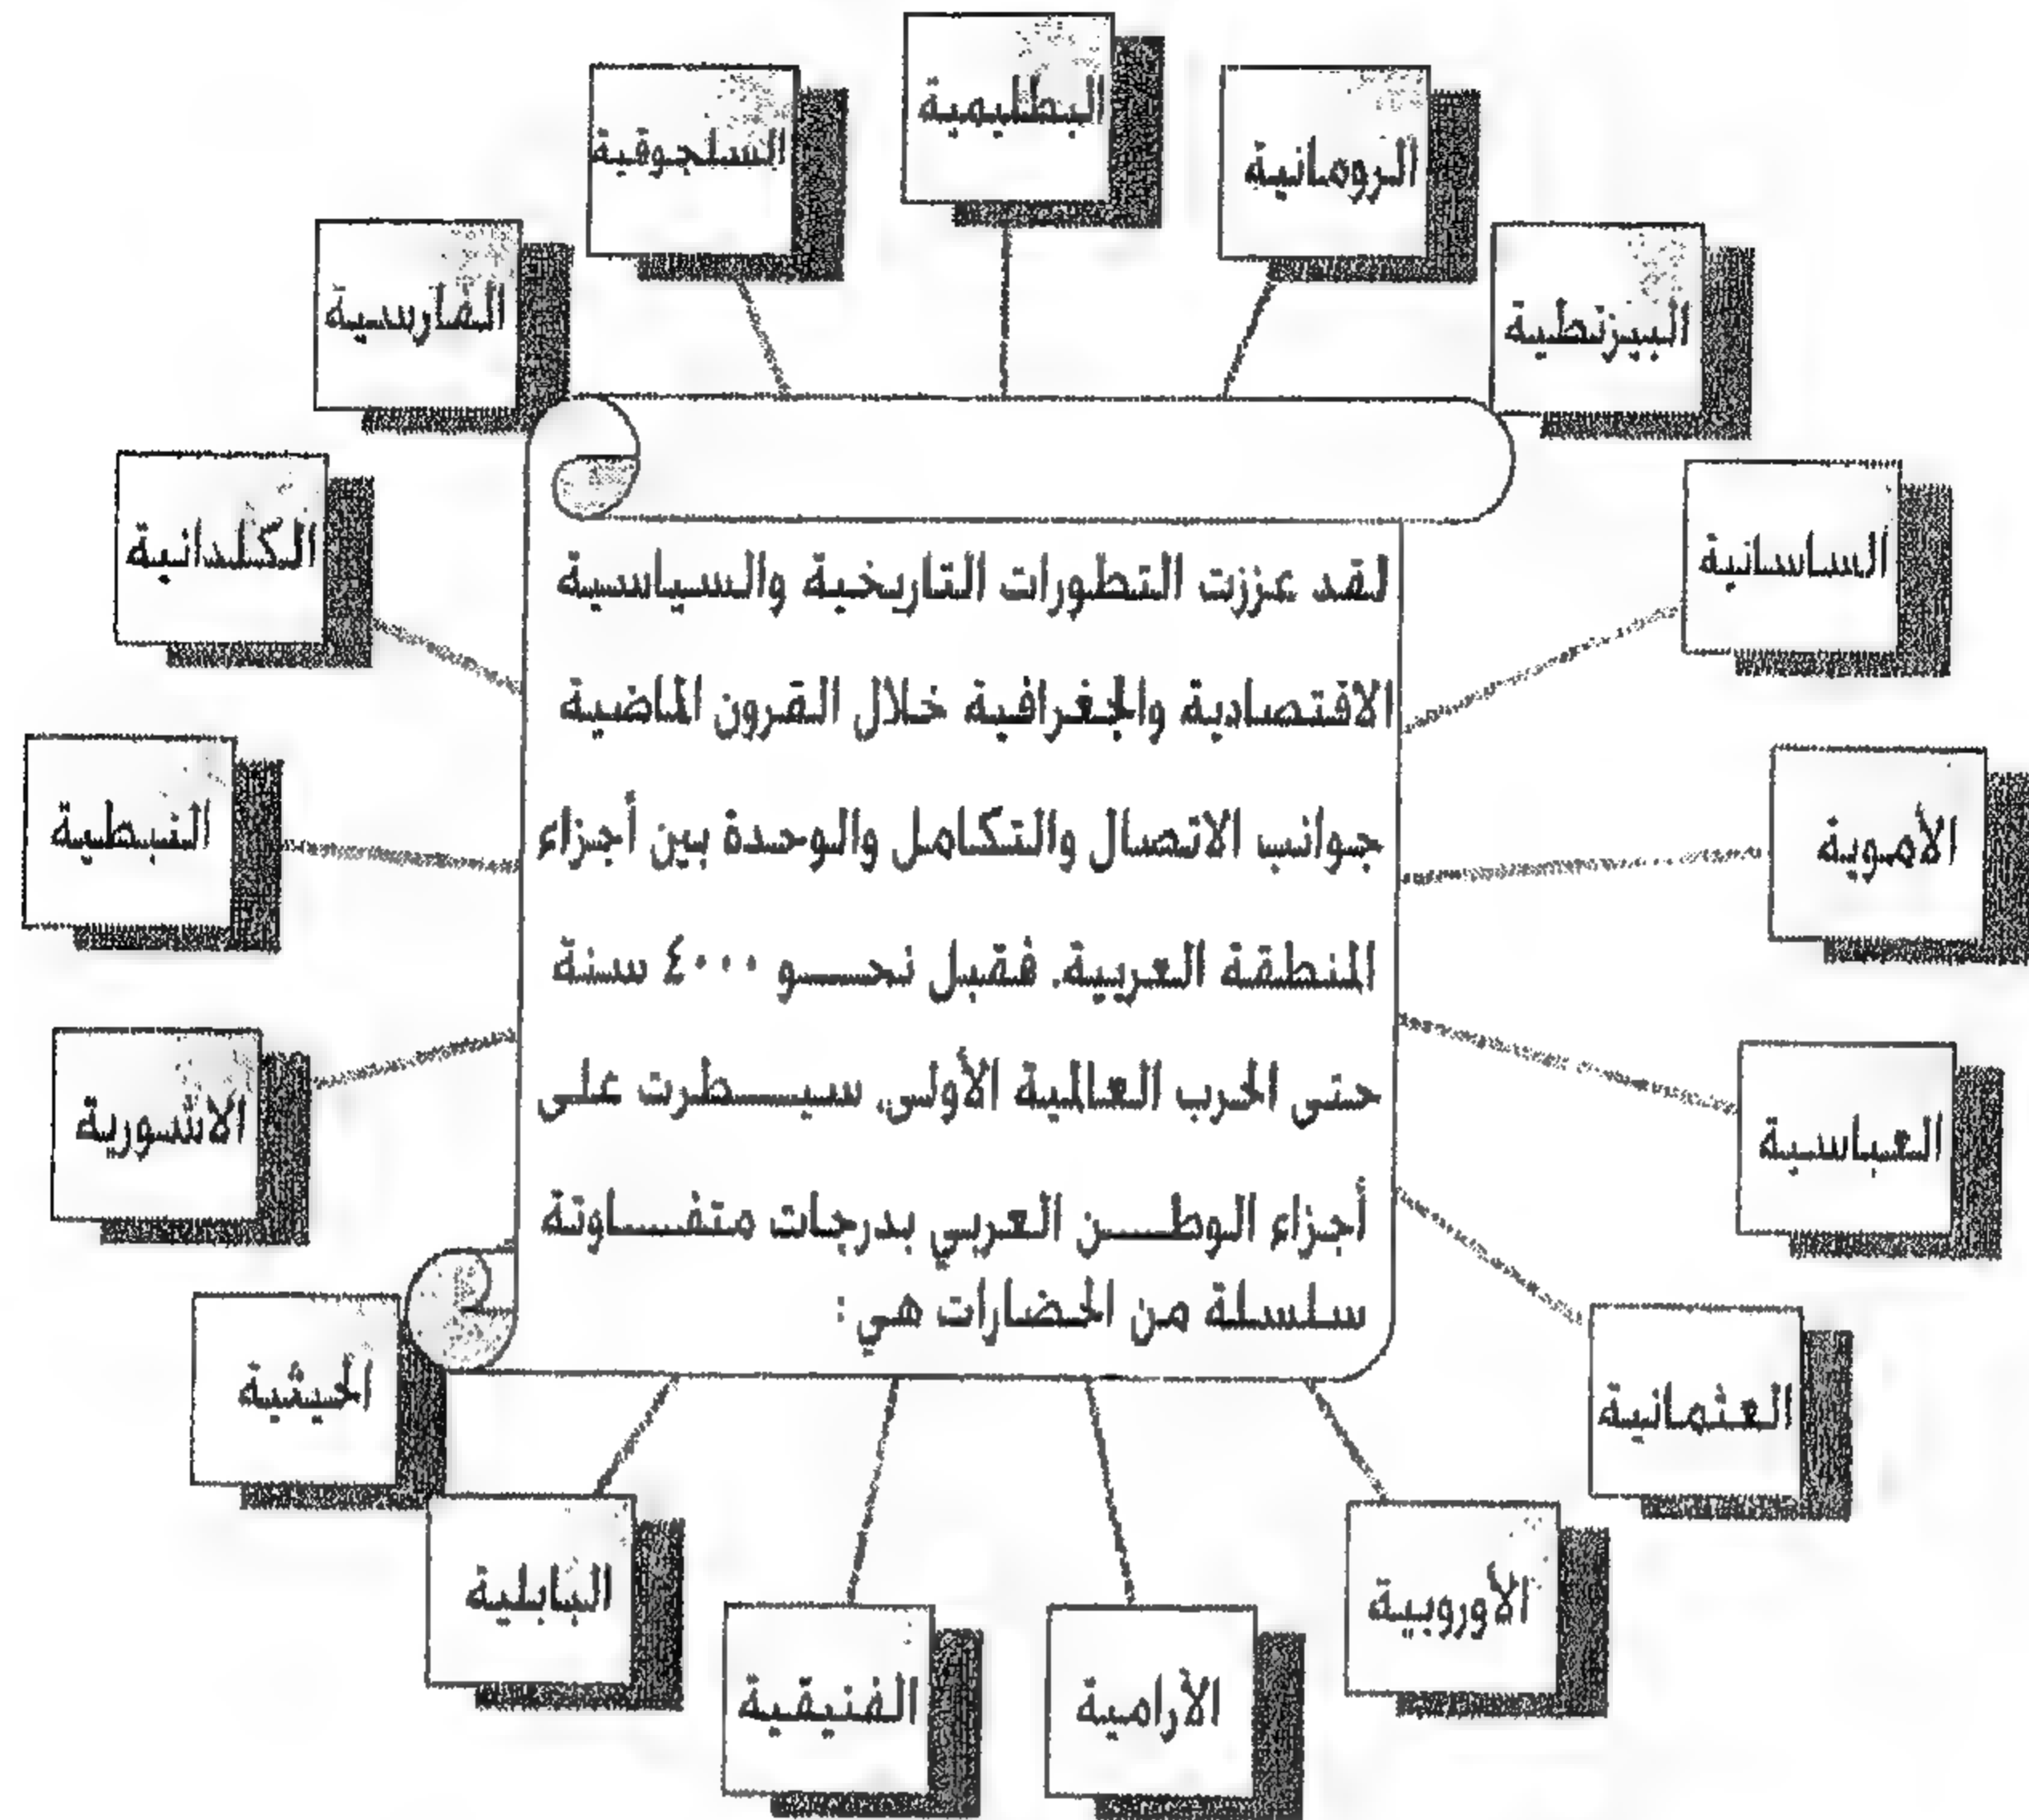 البطليمية
الرومانية
البيزنطية
الساسانية
الأموية
العباسية
العثمانية
الأوروبية
الآرامية
الفنيقية
البابلية
الحيثية
الاشورية
النبطية
الكلدانية
الفارسية
السلجوقية
لقد عززت التطورات التاريخية والسياسية
الاقتصادية والجغرافية خلال القرون الماضية
جوانب الاتصال والتكامل والوحدة بين أجزاء
المنطقة العربية. فقبل نحو ٤٠٠٠ سنة
حتى الحرب العالمية الأولى، سيطرت على
أجزاء الوطن العربي بدرجات متفاوتة
سلسلة من الحضارات هي :